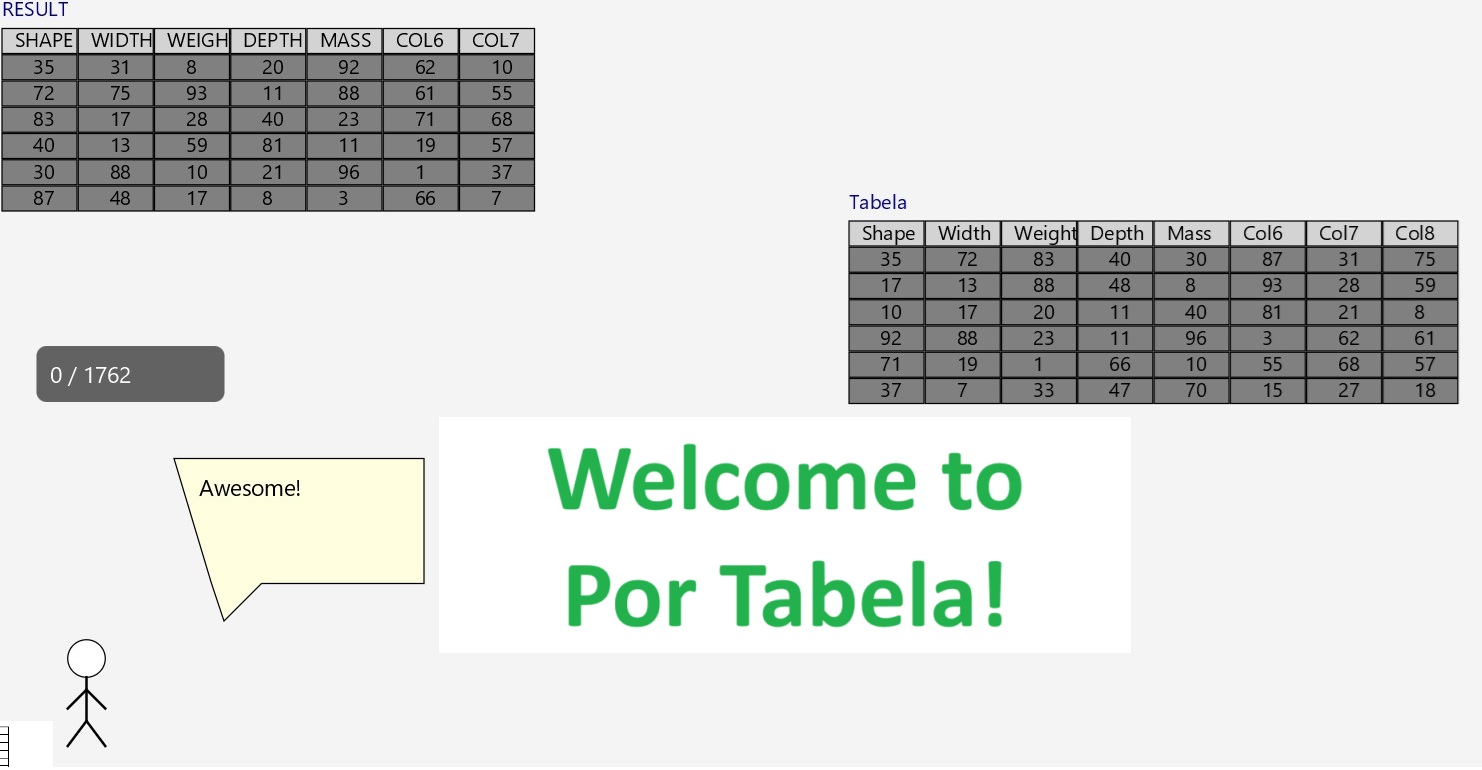 RESULT
SHAPE WIDTH WEIGH DEPTH MASS COL6 COL7
35 31 8 20 92 62 10
72 75 93 11 88 61 55
83 17 28 40 23 71 68
40 13 59 81 11 19 57
30 88 10 21 96 1 37
87 48 17 8 3 66 7
Tabela
Shape Width Weight Depth Mass Col6 Col7 Col8
35 72 83 40 30 87 31 75
17 13 88 48 8 93 28 59
10 17 20 11 40 81 21 8
92 88 23 11 96 3 62 61
71 19 1 66 10 55 68 57
37 7 33 47 70 15 27 18
0 / 1762
Awesome!
Welcome to
Por Tabela!